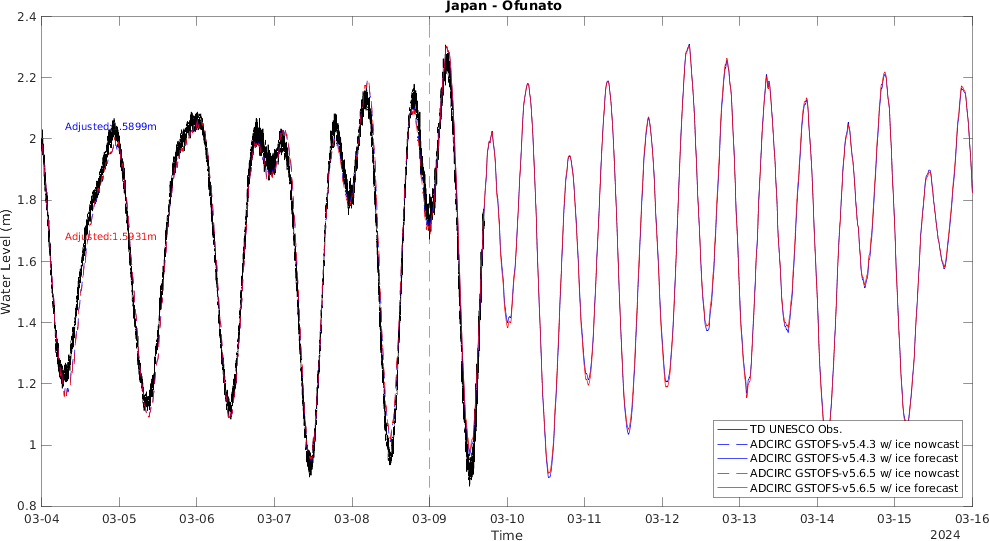 Japan - Ofunato
2.4
2.2
2
1.8
1.6
1.4
1.2
1
0.8
Water Level (m)
Adjusted:1.5899m
Adjusted:1.5931m
TD UNESCO Obs.
ADCIRC GSTOFS-v5.4.3 w/ ice nowcast
ADCIRC GSTOFS-v5.4.3 w/ ice forecast
ADCIRC GSTOFS-v5.6.5 w/ ice nowcast
ADCIRC GSTOFS-v5.6.5 w/ ice forecast
03-04 03-05 03-06 03-07 03-08 03-09 03-10 03-11 03-12 03-13 03-14 03-15 03-16
Time
2024